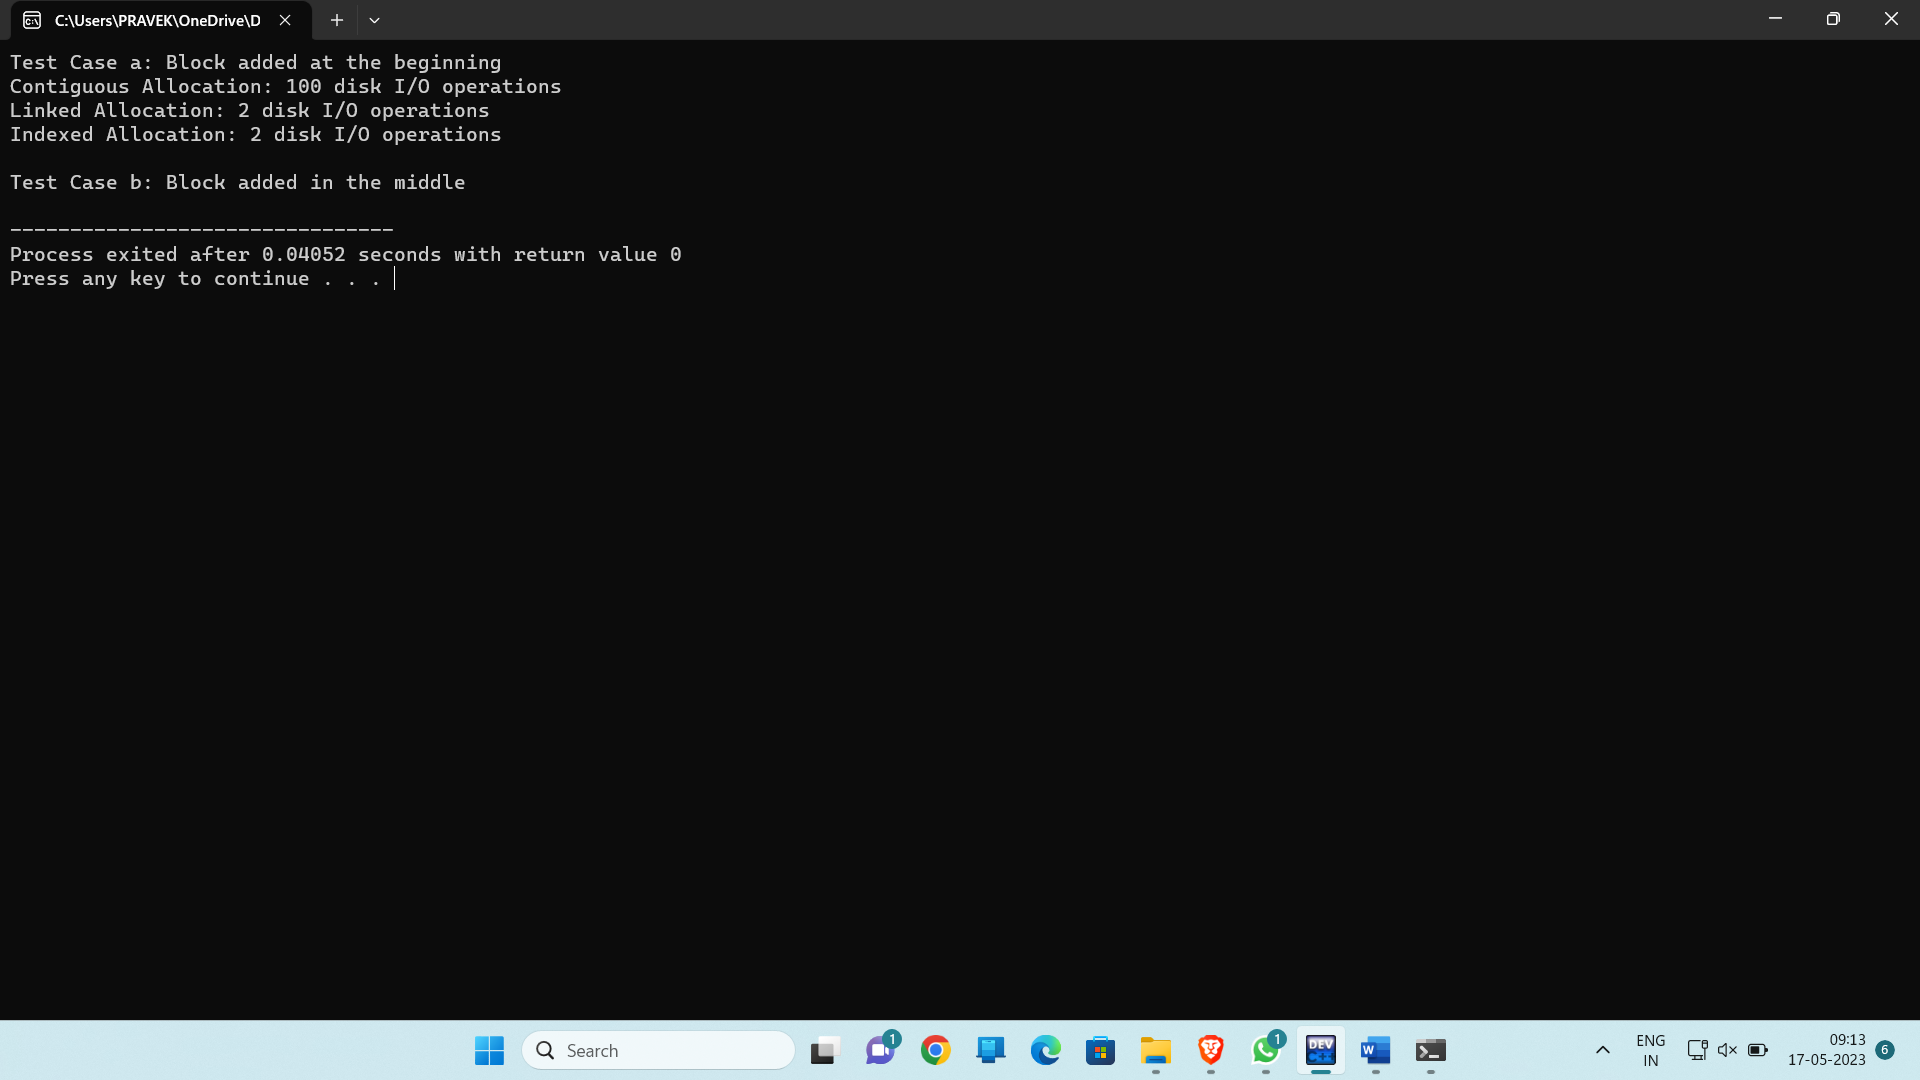 C:\Users\PRAVEK\OneDrive\D
Test Case a: Block added at the beginning
Contiguous Allocation: 100 disk I/O operations
Linked Allocation: 2 disk I/O operations
Indexed Allocation: 2 disk I/O operations
Test Case b: Block added in the middle
--------------------------------
Process exited after 0.04052 seconds with return value 0
Press any key to continue . . .
Search
1
1
DEV
W
ENG
IN
09:13
17-05-2023
6